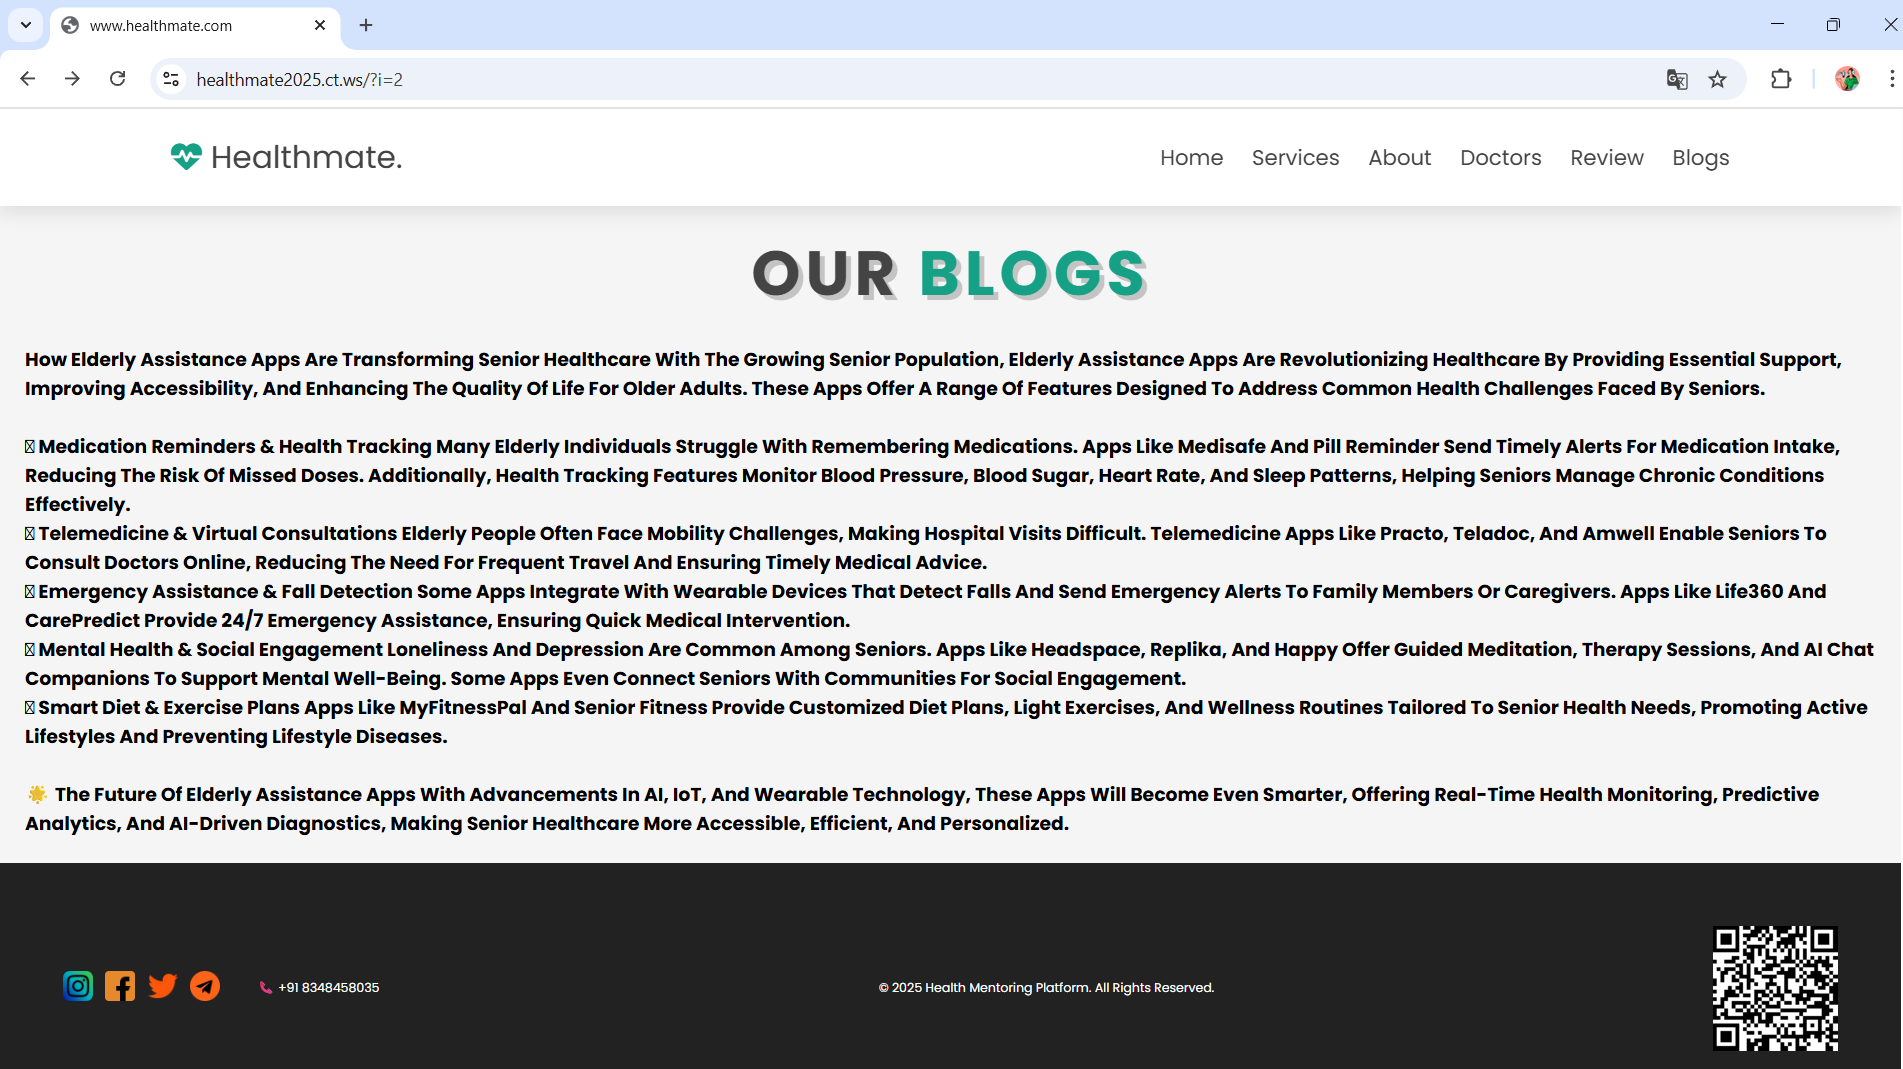 www.healthmate.com
healthmate2025.ct.ws/?i=2
Healthmate.
Home Services About Doctors Review Blogs
OUR BLOGS
How Elderly Assistance Apps Are Transforming Senior Healthcare With The Growing Senior Population, Elderly Assistance Apps Are Revolutionizing Healthcare By Providing Essential Support,
Improving Accessibility, And Enhancing The Quality Of Life For Older Adults. These Apps Offer A Range Of Features Designed To Address Common Health Challenges Faced By Seniors.
Medication Reminders & Health Tracking Many Elderly Individuals Struggle With Remembering Medications. Apps Like Medisafe And Pill Reminder Send Timely Alerts For Medication Intake,
Reducing The Risk Of Missed Doses. Additionally, Health Tracking Features Monitor Blood Pressure, Blood Sugar, Heart Rate, And Sleep Patterns, Helping Seniors Manage Chronic Conditions
Effectively.
Telemedicine & Virtual Consultations Elderly People Often Face Mobility Challenges, Making Hospital Visits Difficult. Telemedicine Apps Like Practo, Teladoc, And Amwell Enable Seniors To
Consult Doctors Online, Reducing The Need For Frequent Travel And Ensuring Timely Medical Advice.
Emergency Assistance & Fall Detection Some Apps Integrate With Wearable Devices That Detect Falls And Send Emergency Alerts To Family Members Or Caregivers. Apps Like Life360 And
CarePredict Provide 24/7 Emergency Assistance, Ensuring Quick Medical Intervention.
Mental Health & Social Engagement Loneliness And Depression Are Common Among Seniors. Apps Like Headspace, Replika, And Happy Offer Guided Meditation, Therapy Sessions, And AI Chat
Companions To Support Mental Well-Being. Some Apps Even Connect Seniors With Communities For Social Engagement.
Smart Diet & Exercise Plans Apps Like MyFitnessPal And Senior Fitness Provide Customized Diet Plans, Light Exercises, And Wellness Routines Tailored To Senior Health Needs, Promoting Active
Lifestyles And Preventing Lifestyle Diseases.
🌟 The Future Of Elderly Assistance Apps With Advancements In AI, IoT, And Wearable Technology, These Apps Will Become Even Smarter, Offering Real-Time Health Monitoring, Predictive
Analytics, And AI-Driven Diagnostics, Making Senior Healthcare More Accessible, Efficient, And Personalized.
📞 +91 8348458035
© 2025 Health Mentoring Platform. All Rights Reserved.